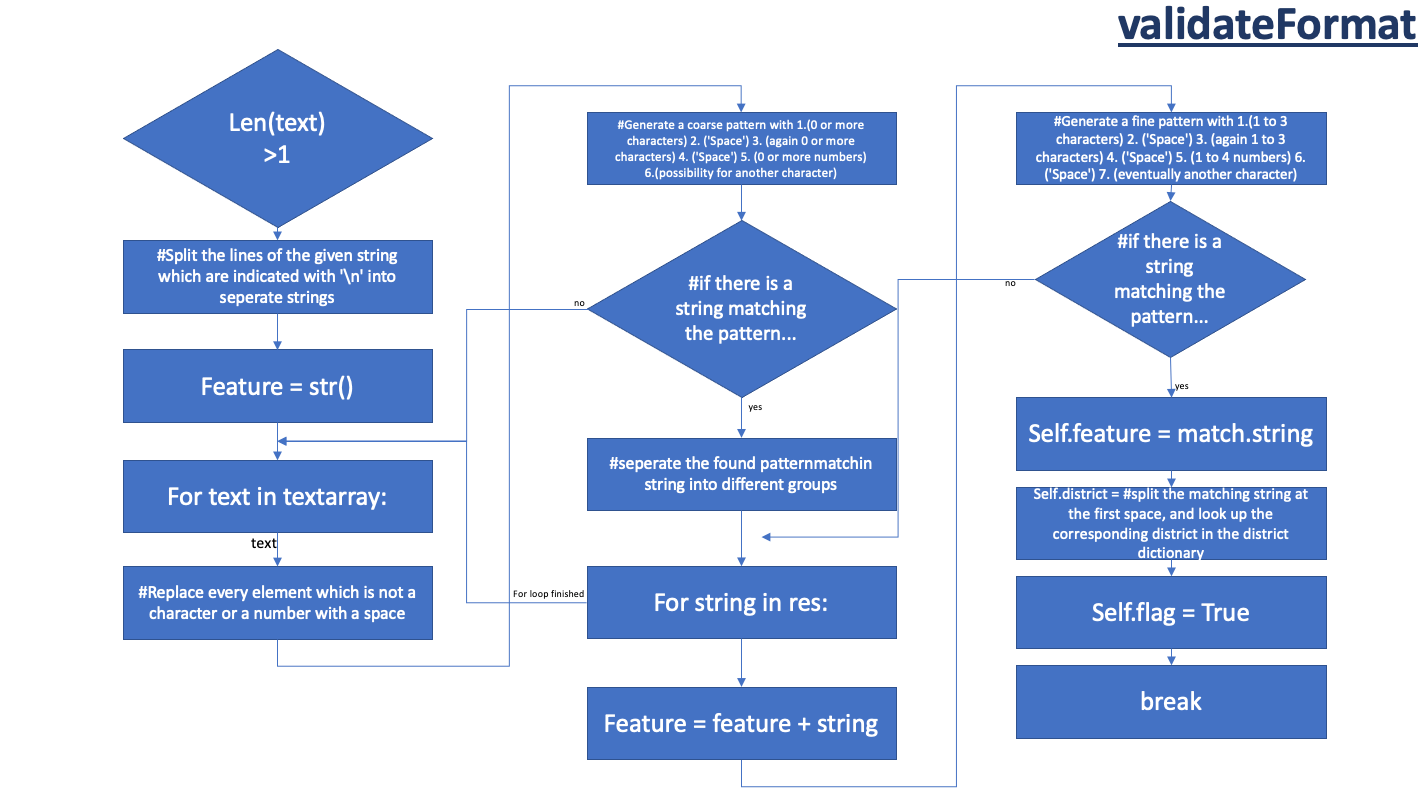 validateFormat
Len(text)
>1
#Split the lines of the given string
which are indicated with '\n' into
seperate strings
Feature = str()
For text in textarray:
text
#Replace every element which is not a
character or a number with a space
#Generate a coarse pattern with 1.(0 or more
characters) 2. ('Space') 3. (again 0 or more
characters) 4. ('Space') 5. (0 or more numbers)
6.(possibility for another character)
#if there is a
string matching
the pattern...
no
yes
#seperate the found patternmatchin
string into different groups
For loop finished
For string in res:
Feature = feature + string
#Generate a fine pattern with 1.(1 to 3
characters) 2. ('Space') 3. (again 1 to 3
characters) 4. ('Space') 5. (1 to 4 numbers) 6.
('Space') 7. (eventually another character)
#if there is a
string
matching the
pattern...
no
yes
Self.feature = match.string
Self.district = #split the matching string at
the first space, and look up the
corresponding district in the district
dictionary
Self.flag = True
break